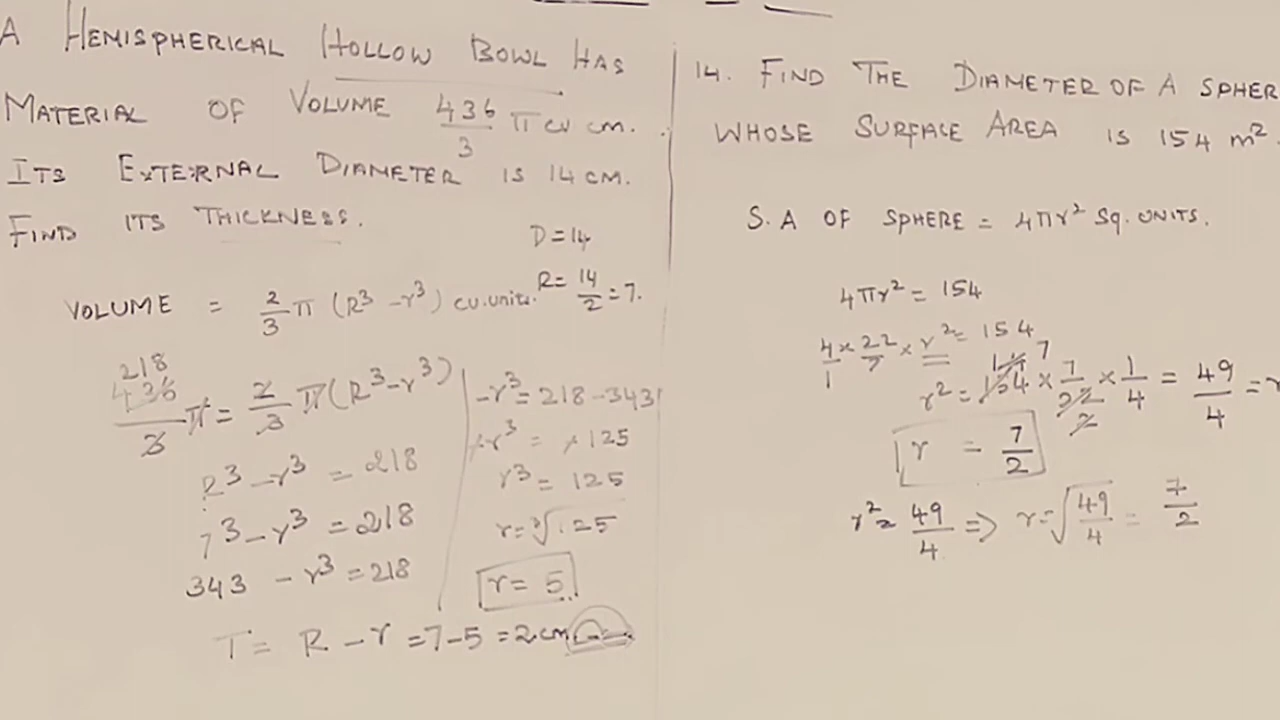 A HEMISPHERICAL HOLLOW BOWL HAS
MATERIAL OF VOLUME 436/3 π cu cm.
ITS EXTERNAL DIAMETER IS 14 CM.
FIND ITS THICKNESS.
D = 14
R = 14/2 = 7.
VOLUME = 2/3 π (R³ - r³) cu.units.
218
436/3 π = 2/3 π (R³ - r³)
R³ - r³ = 218
7³ - r³ = 218
343 - r³ = 218
-r³ = 218 - 343
-r³ = -125
r³ = 125
r = ³√125
r = 5
T = R - r = 7 - 5 = 2 cm
14. FIND THE DIAMETER OF A SPHER
WHOSE SURFACE AREA IS 154 m².
S.A OF SPHERE = 4πr² Sq.UNITS.
4πr² = 154
4/1 × 22/7 × r² = 154
14 7
r² = 154 × 7/22 × 1/4 = 49/4 = r
2
r = 7/2
r² = 49/4 ⇒ r = √49/4 = 7/2